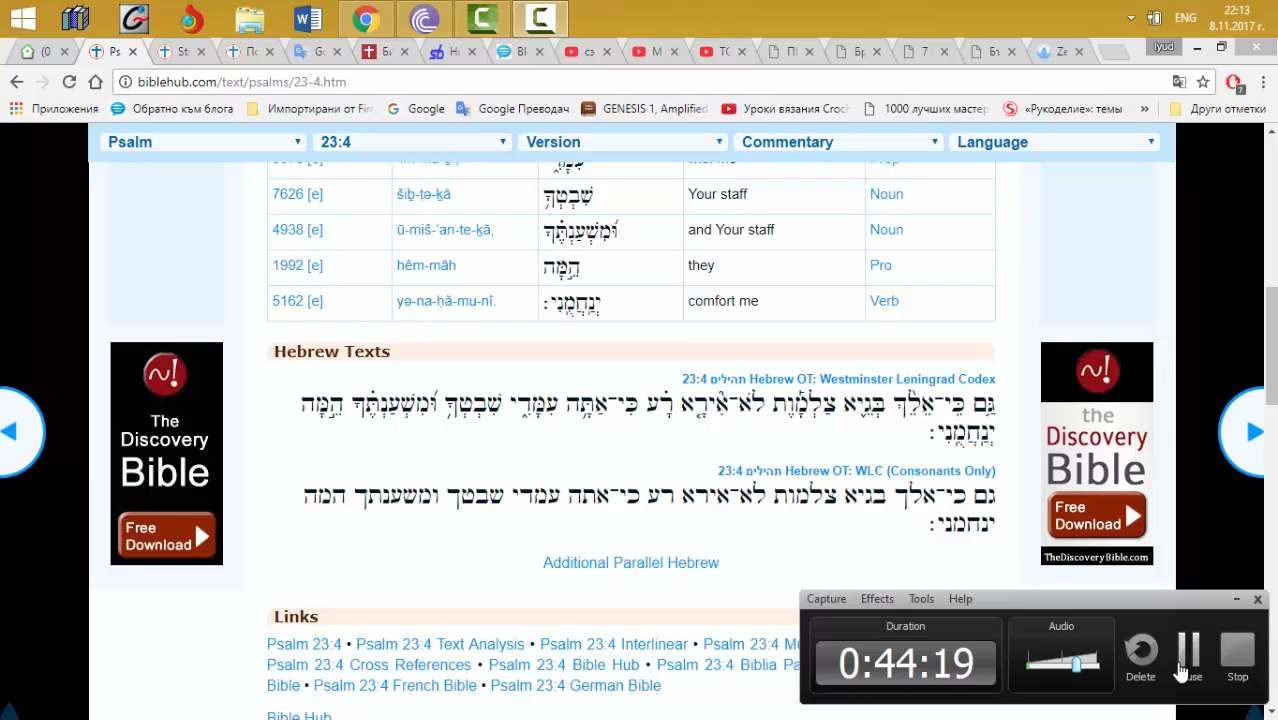 22:13
ENG
8.11.2017 г.
biblehub.com/text/psalms/23-4.htm
lyud
Приложения
Обратно към блога
Импортирани от Fire
Google
Google Преводач
GENESIS 1, Amplified
Уроки вязания Croch
1000 лучших мастер
«Рукоделие»: темы
»
Други отметки
Psalm
23:4
Version
Commentary
Language
7626 [e]
šiḇ-ṭə-ḵā
שִׁבְטְךָ֥
Your staff
Noun
4938 [e]
ū-miš-‘an-te-ḵā,
וּ֝מִשְׁעַנְתֶּ֗ךָ
and Your staff
Noun
1992 [e]
hêm-māh
הֵ֣מָּה
they
Pro
5162 [e]
yə-na-ḥă-mu-nî.
יְנַֽחֲמֻֽנִי׃
comfort me
Verb
Hebrew Texts
תהילים 23:4 Hebrew OT: Westminster Leningrad Codex
גַּ֤ם כִּֽי־אֵלֵ֨ךְ בְּגֵ֪יא צַלְמָ֡וֶת לֹא־אִ֘ירָ֤א רָ֗ע כִּי־אַתָּ֥ה עִמָּדִ֑י שִׁבְטְךָ֥ וּ֝מִשְׁעַנְתֶּ֗ךָ הֵ֣מָּה
יְנַֽחֲמֻֽנִי׃
תהילים 23:4 Hebrew OT: WLC (Consonants Only)
גם כי־אלך בגיא צלמות לא־אירא רע כי־אתה עמדי שבטך ומשענתך המה
ינחמני׃
Additional Parallel Hebrew
Links
Psalm 23:4 • Psalm 23:4 Text Analysis • Psalm 23:4 Interlinear • Psalm 23:4
Psalm 23:4 Cross References • Psalm 23:4 Bible Hub • Psalm 23:4 Biblia
Bible • Psalm 23:4 French Bible • Psalm 23:4 German Bible
Bible Hub
The
Discovery
Bible
Free
Download
the
Discovery
Bible
Free
Download
TheDiscoveryBible.com
Capture
Effects
Tools
Help
Duration
0:44:19
Audio
Delete
Stop